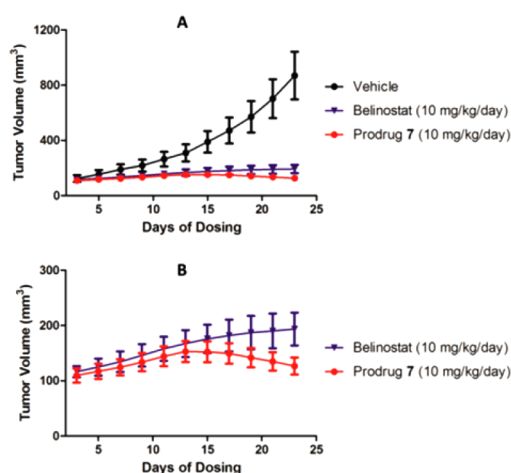 A
1200
800
400
0
Tumor Volume (mm³)
5 10 15 20 25
Days of Dosing
Vehicle
Belinostat (10 mg/kg/day)
Prodrug 7 (10 mg/kg/day)
B
300
200
100
0
Tumor Volume (mm³)
5 10 15 20 25
Days of Dosing
Belinostat (10 mg/kg/day)
Prodrug 7 (10 mg/kg/day)